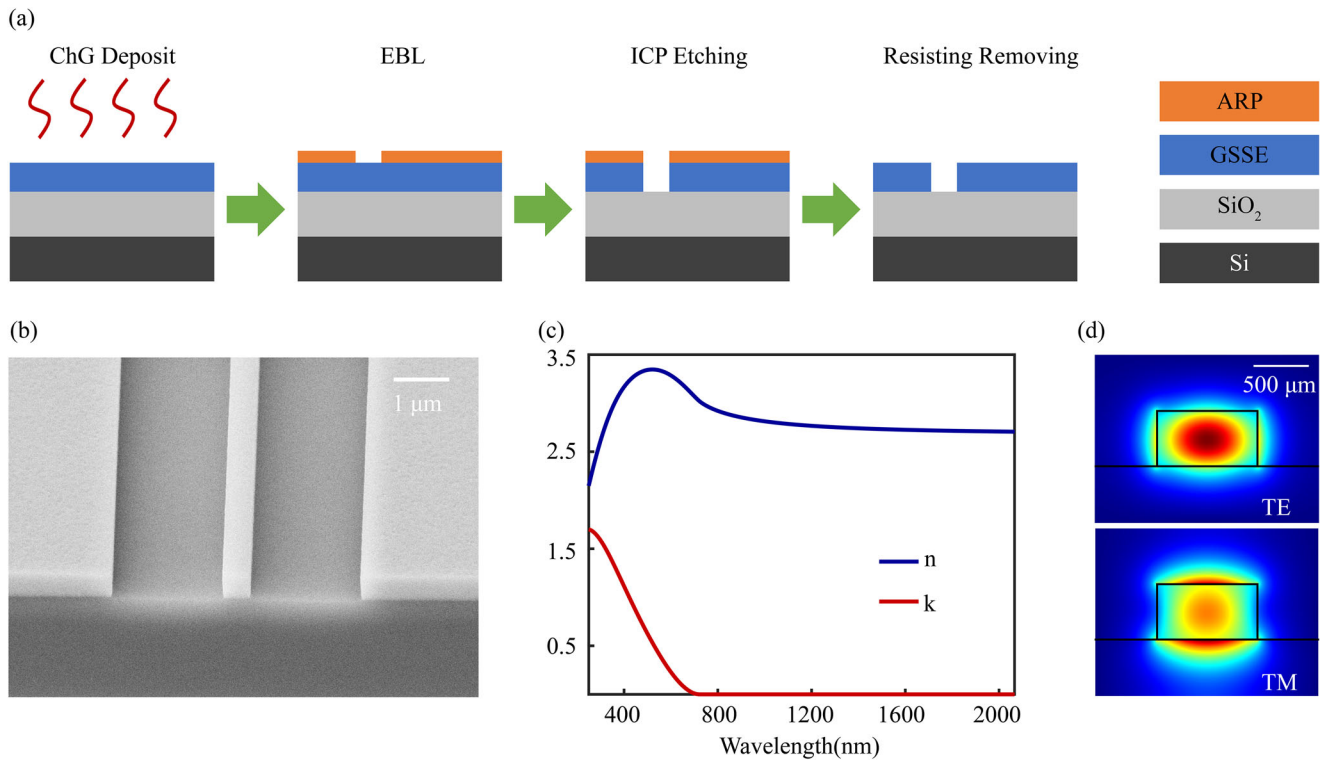 (a)
ChG Deposit
EBL
ICP Etching
Resisting Removing
ARP
GSSE
SiO₂
Si
(b)
1 μm
(c)
3.5
2.5
1.5
0.5
n
k
400
800
1200
1600
2000
Wavelength(nm)
(d)
500 μm
TE
TM